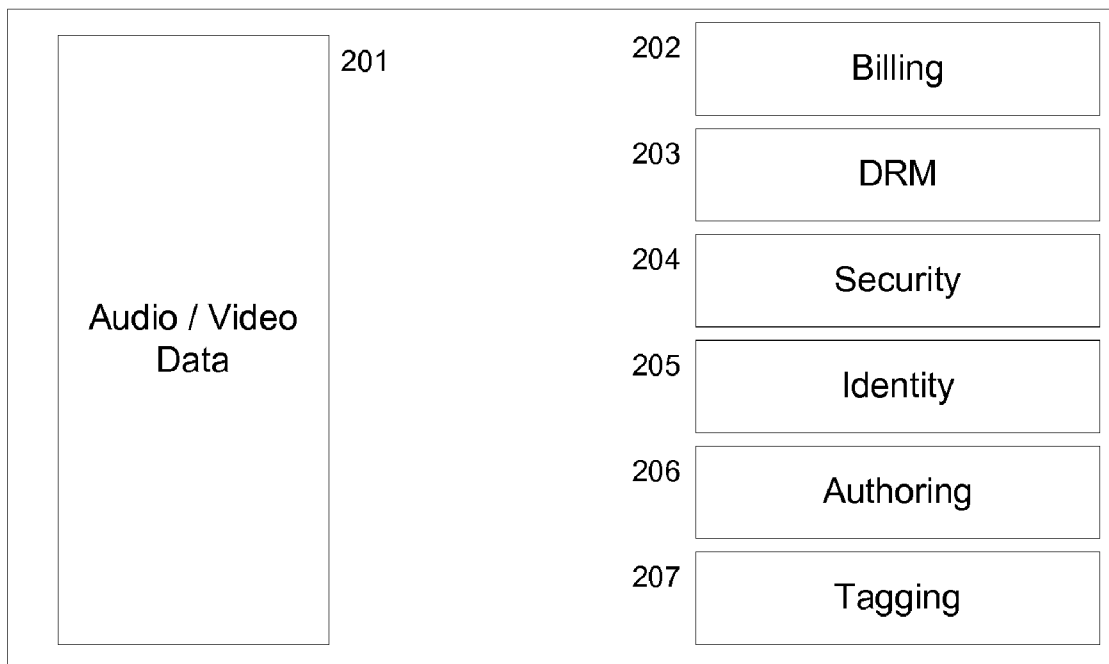 201
Audio / Video
Data
202
Billing
203
DRM
204
Security
205
Identity
206
Authoring
207
Tagging